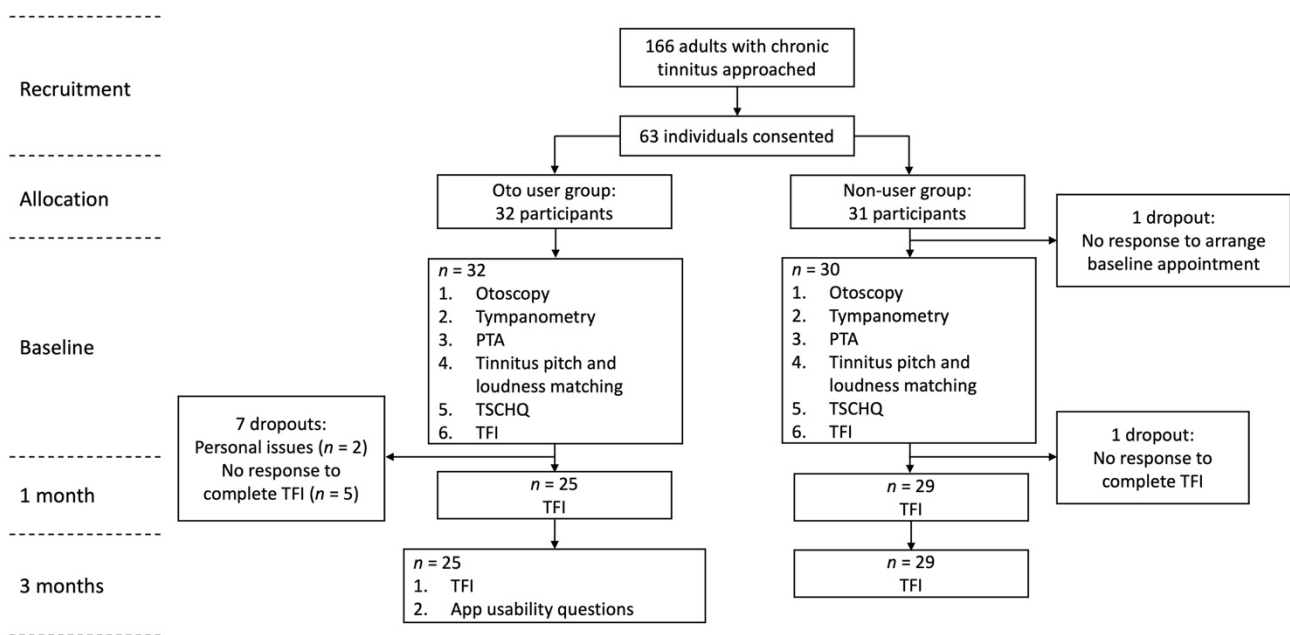 Recruitment
166 adults with chronic
tinnitus approached
63 individuals consented
Allocation
Oto user group:
32 participants
Non-user group:
31 participants
1 dropout:
No response to arrange
baseline appointment
Baseline
n = 32
1. Otoscopy
2. Tympanometry
3. PTA
4. Tinnitus pitch and
loudness matching
5. TSCHQ
6. TFI
n = 30
1. Otoscopy
2. Tympanometry
3. PTA
4. Tinnitus pitch and
loudness matching
5. TSCHQ
6. TFI
7 dropouts:
Personal issues (n = 2)
No response to
complete TFI (n = 5)
1 dropout:
No response to
complete TFI
1 month
n = 25
TFI
n = 29
TFI
3 months
n = 25
1. TFI
2. App usability questions
n = 29
TFI